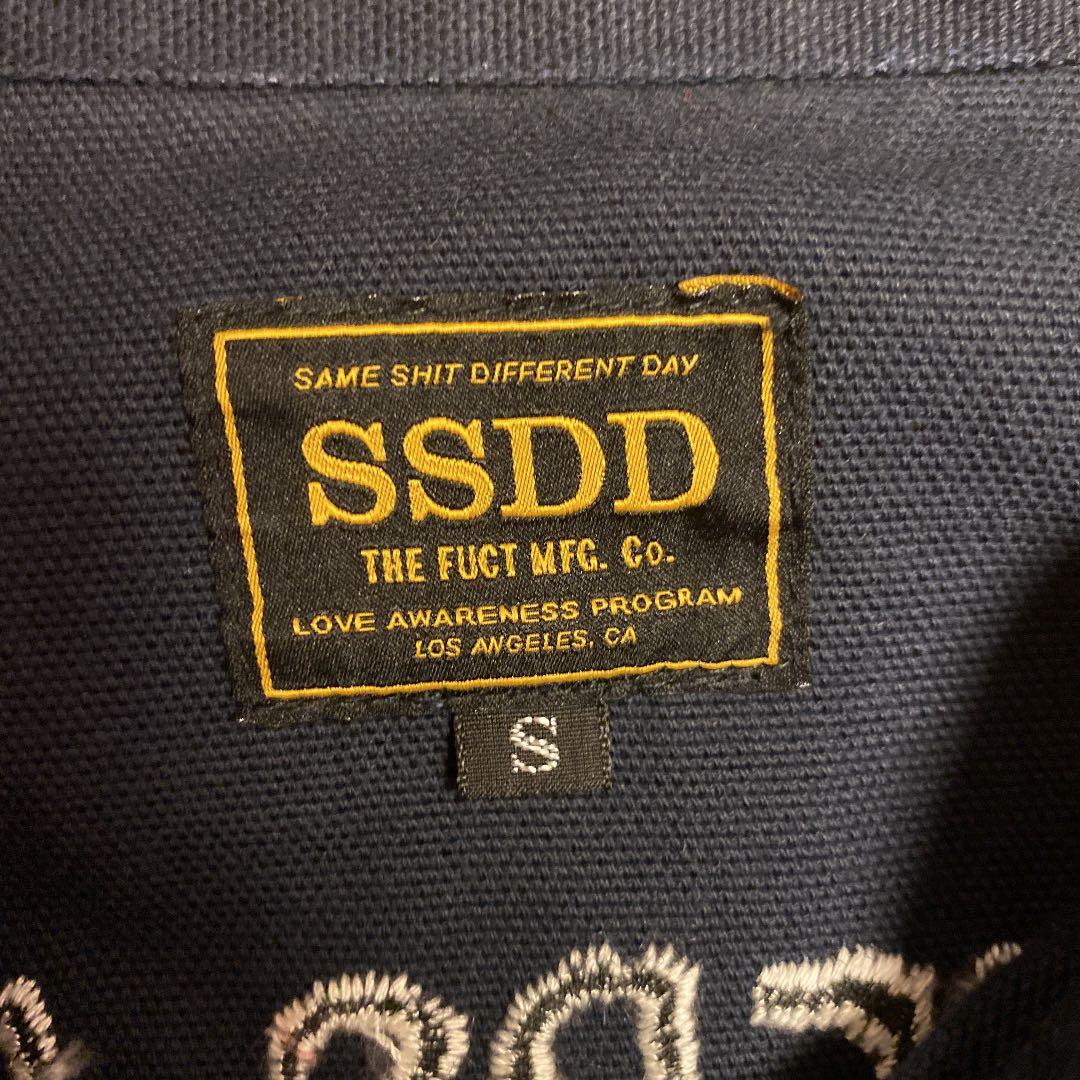 SAME SHIT DIFFERENT DAY
SSDD
THE FUCT MFG. Co.
LOVE AWARENESS PROGRAM
LOS ANGELES, CA
S